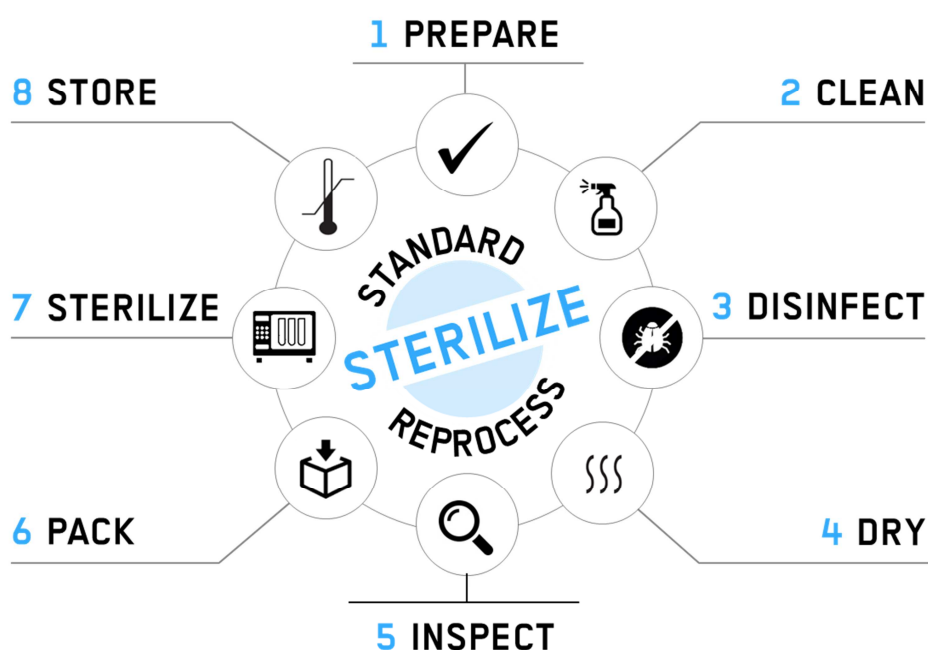 1 PREPARE
2 CLEAN
3 DISINFECT
4 DRY
5 INSPECT
6 PACK
7 STERILIZE
8 STORE
STANDARD
STERILIZE
REPROCESS